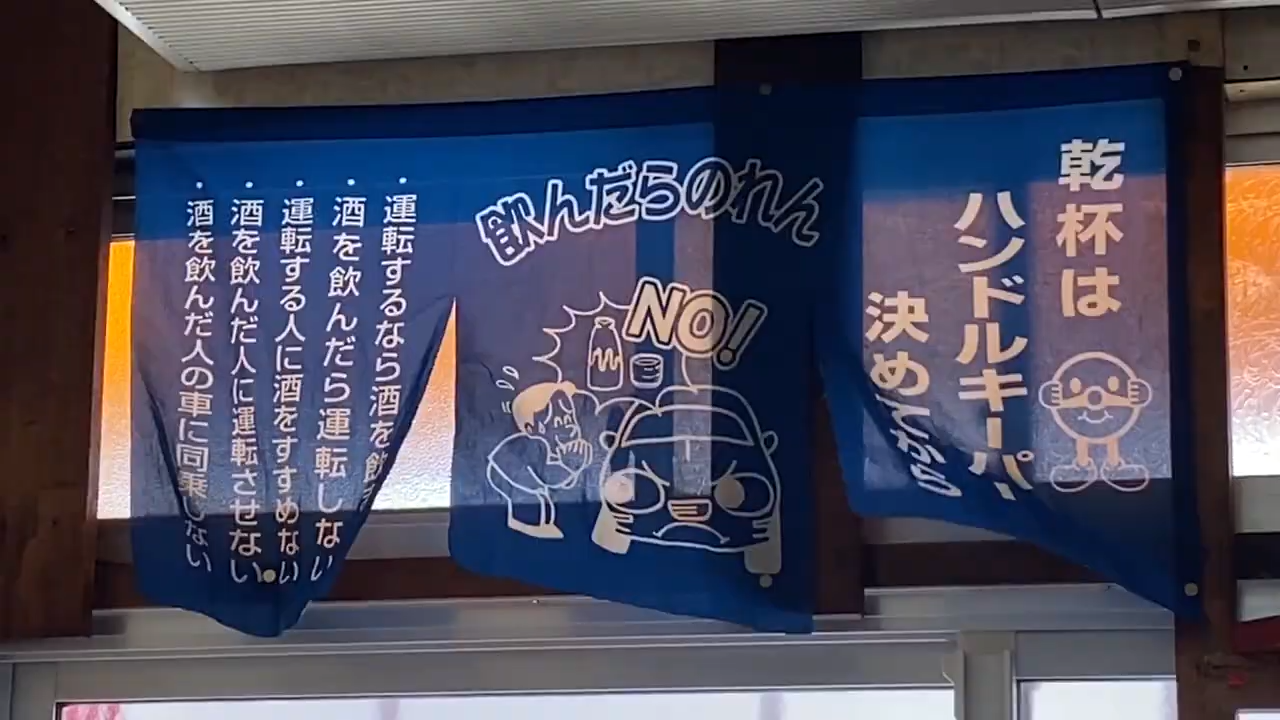 乾杯は
ハンドルキーパー
決めてから
飲んだらのれん
NO!
・運転するなら酒を飲
・酒を飲んだら運転しない
・運転する人に酒をすすめない
・酒を飲んだ人に運転させない
・酒を飲んだ人の車に同乗しない